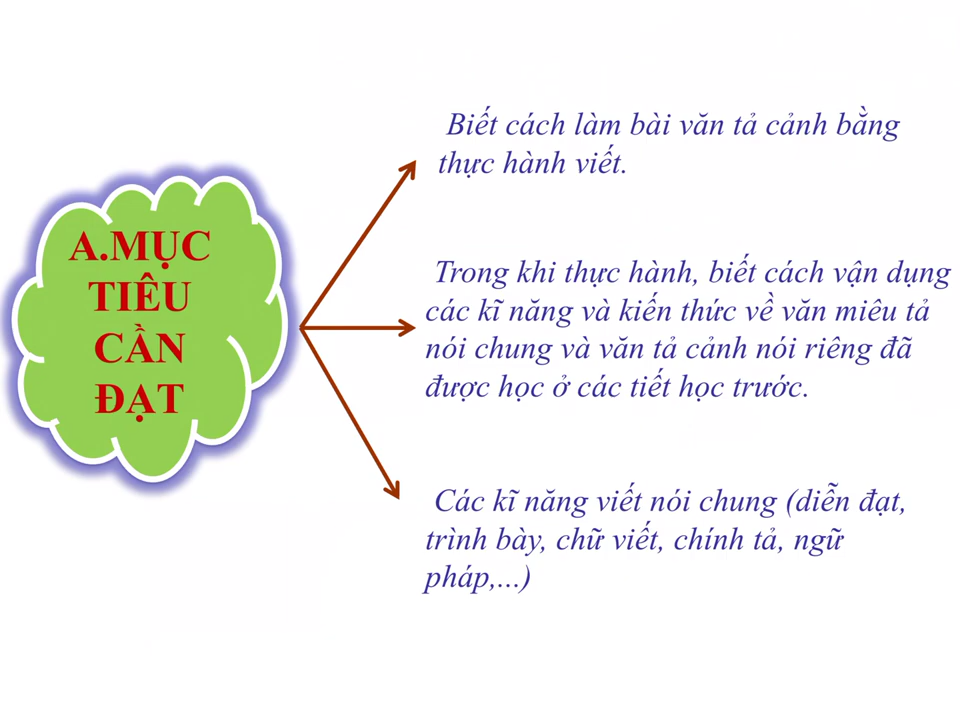 A.MỤC
TIÊU
CẦN
ĐẠT
Biết cách làm bài văn tả cảnh bằng
thực hành viết.
Trong khi thực hành, biết cách vận dụng
các kĩ năng và kiến thức về văn miêu tả
nói chung và văn tả cảnh nói riêng đã
được học ở các tiết học trước.
Các kĩ năng viết nói chung (diễn đạt,
trình bày, chữ viết, chính tả, ngữ
pháp,...)